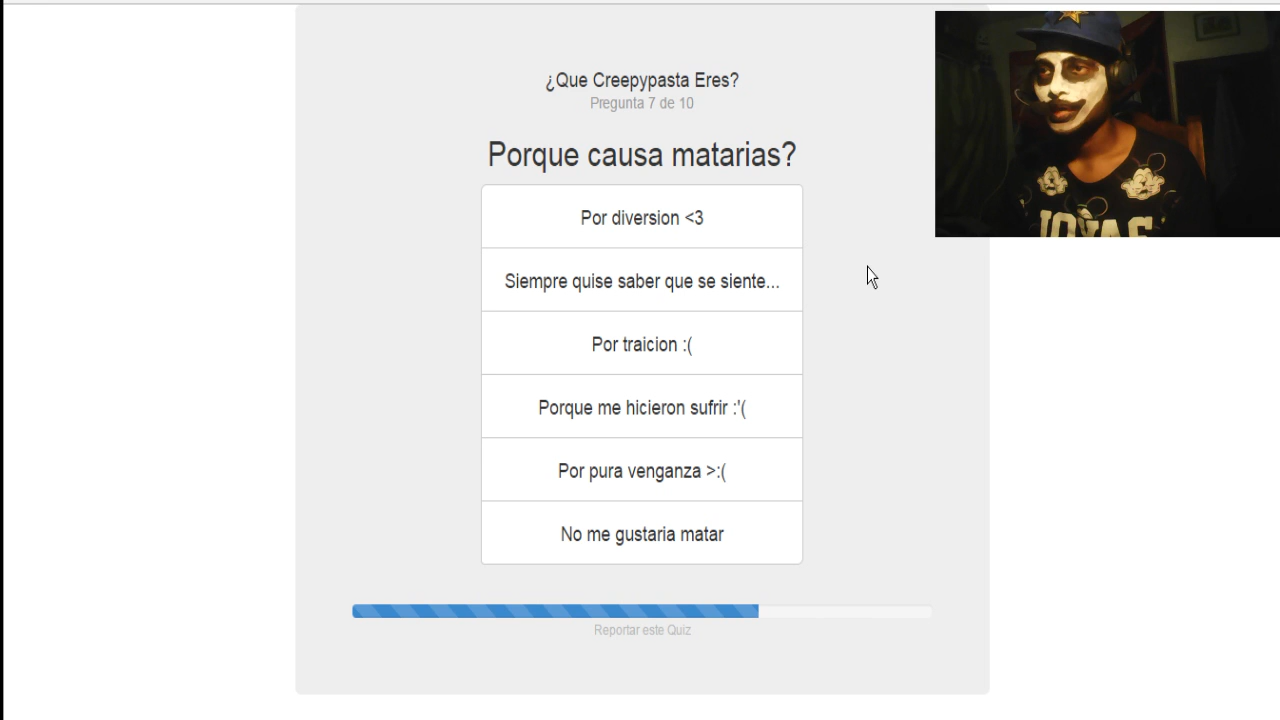 ¿Que Creepypasta Eres?
Pregunta 7 de 10
Porque causa matarias?
Por diversion <3
Siempre quise saber que se siente...
Por traicion :(
Porque me hicieron sufrir :'(
Por pura venganza >:(
No me gustaria matar
Reportar este Quiz